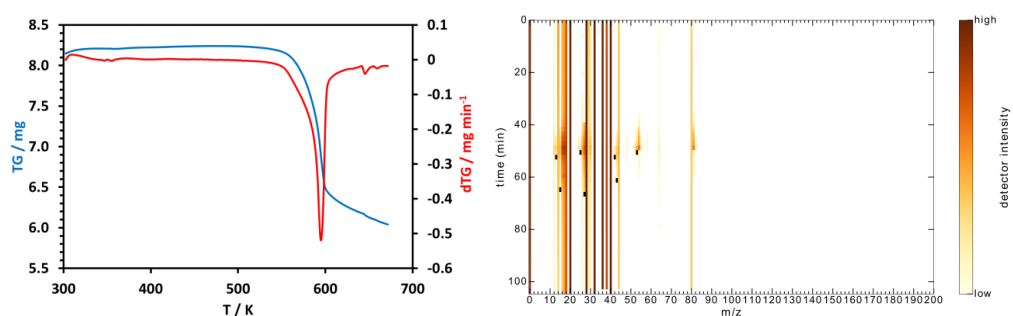 8.5
8.0
7.5
7.0
6.5
6.0
5.5
TG / mg
300
400
500
600
700
T / K
0.1
0
-0.1
-0.2
-0.3
-0.4
-0.5
-0.6
dTG / mg min⁻¹
0
20
40
60
80
100
time (min)
0 10 20 30 40 50 60 70 80 90 100 110 120 130 140 150 160 170 180 190 200
m/z
high
low
detector intensity